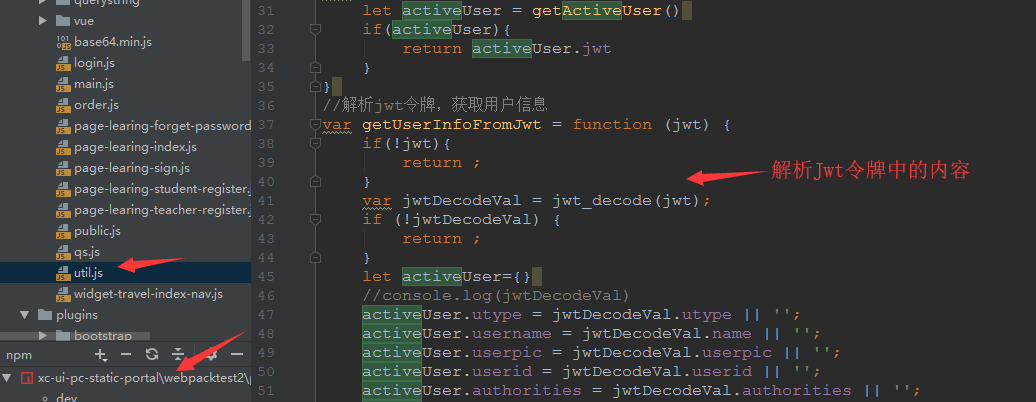 querystring
vue
base64.min.js
login.js
main.js
order.js
page-learing-forget-password
page-learing-index.js
page-learing-sign.js
page-learing-student-register.
page-learing-teacher-register.
public.js
qs.js
util.js
widget-travel-index-nav.js
plugins
bootstrap
npm
xc-ui-pc-static-portal\webpacktest2\p
dev
31 let activeUser = getActiveUser()
32 if(activeUser){
33 return activeUser.jwt
34 }
35 }
36 //解析jwt令牌，获取用户信息
37 var getUserInfoFromJwt = function (jwt) {
38 if(!jwt){
39 return ;
40 }
41 var jwtDecodeVal = jwt_decode(jwt);
42 if (!jwtDecodeVal) {
43 return ;
44 }
45 let activeUser={}
46 //console.log(jwtDecodeVal)
47 activeUser.utype = jwtDecodeVal.utype || '';
48 activeUser.username = jwtDecodeVal.name || '';
49 activeUser.userpic = jwtDecodeVal.userpic || '';
50 activeUser.userid = jwtDecodeVal.userid || '';
51 activeUser.authorities = jwtDecodeVal.authorities || '';
解析Jwt令牌中的内容